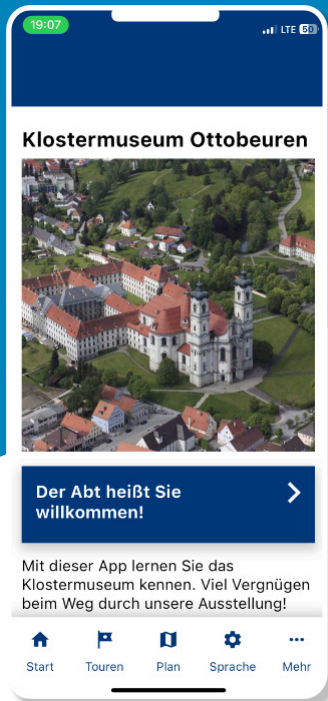 19:07
LTE 50
Klostermuseum Ottobeuren
Der Abt heißt Sie
willkommen!
Mit dieser App lernen Sie das
Klostermuseum kennen. Viel Vergnügen
beim Weg durch unsere Ausstellung!
Start Touren Plan Sprache Mehr